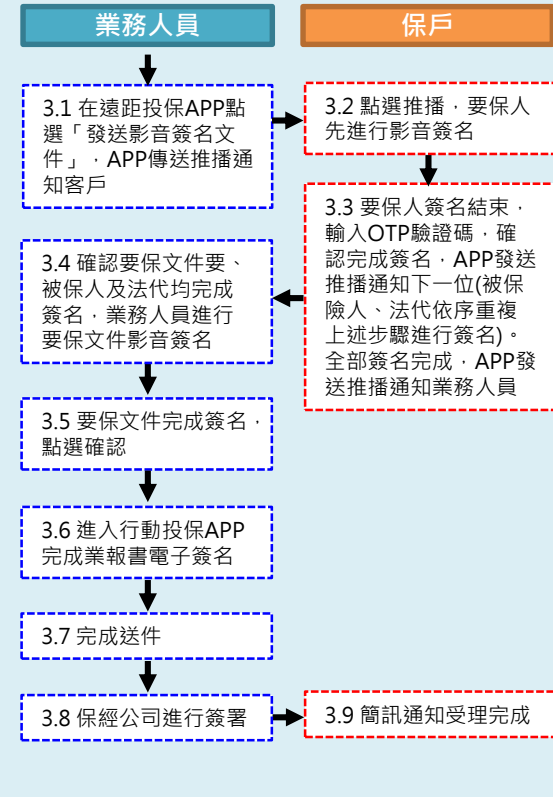 業務人員
保戶
3.1 在遠距投保APP點
選「發送影音簽名文
件」，APP傳送推播通
知客戶
3.2 點選推播，要保人
先進行影音簽名
3.3 要保人簽名結束，
輸入OTP驗證碼，確
認完成簽名，APP發送
推播通知下一位(被保
險人、法代依序重複
上述步驟進行簽名)。
全部簽名完成，APP發
送推播通知業務人員
3.4 確認要保文件要、
被保人及法代均完成
簽名，業務人員進行
要保文件影音簽名
3.5 要保文件完成簽名，
點選確認
3.6 進入行動投保APP
完成業報書電子簽名
3.7 完成送件
3.8 保經公司進行簽署
3.9 簡訊通知受理完成